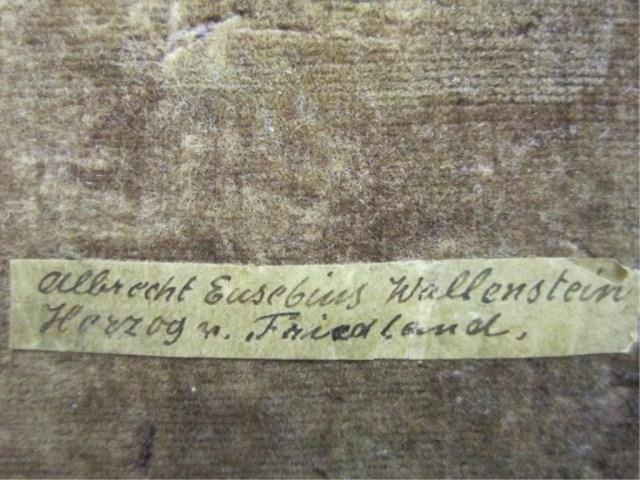 Albrecht Eusebius Wallenstein,
Herzog v. Friedland.